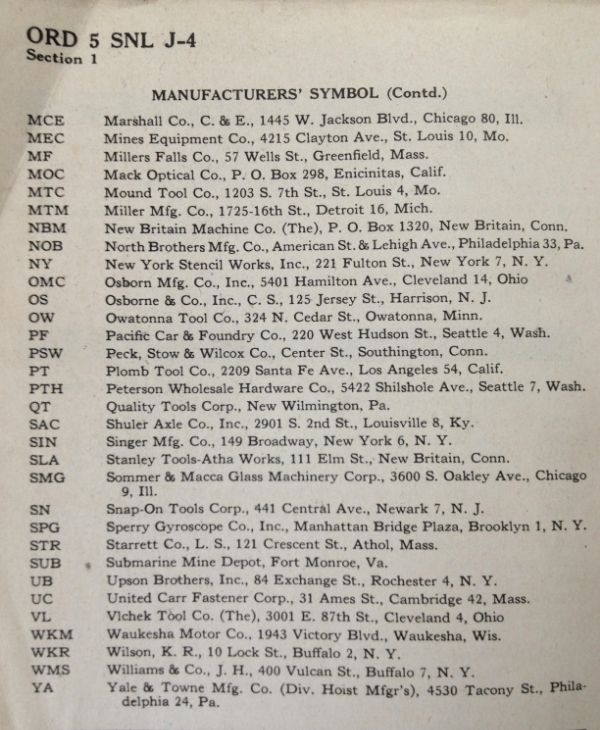 ORD 5 SNL J-4
Section 1
MANUFACTURERS' SYMBOL (Contd.)
MCE Marshall Co., C. & E., 1445 W. Jackson Blvd., Chicago 80, Ill.
MEC Mines Equipment Co., 4215 Clayton Ave., St. Louis 10, Mo.
MF Millers Falls Co., 57 Wells St., Greenfield, Mass.
MOC Mack Optical Co., P. O. Box 298, Enicinitas, Calif.
MTC Mound Tool Co., 1203 S. 7th St., St. Louis 4, Mo.
MTM Miller Mfg. Co., 1725-16th St., Detroit 16, Mich.
NBM New Britain Machine Co. (The), P. O. Box 1320, New Britain, Conn.
NOB North Brothers Mfg. Co., American St. & Lehigh Ave., Philadelphia 33, Pa.
NY New York Stencil Works, Inc., 221 Fulton St., New York 7, N. Y.
OMC Osborn Mfg. Co., Inc., 5401 Hamilton Ave., Cleveland 14, Ohio
OS Osborne & Co., Inc., C. S., 125 Jersey St., Harrison, N. J.
OW Owatonna Tool Co., 324 N. Cedar St., Owatonna, Minn.
PF Pacific Car & Foundry Co., 220 West Hudson St., Seattle 4, Wash.
PSW Peck, Stow & Wilcox Co., Center St., Southington, Conn.
PT Plomb Tool Co., 2209 Santa Fe Ave., Los Angeles 54, Calif.
PTH Peterson Wholesale Hardware Co., 5422 Shilshole Ave., Seattle 7, Wash.
QT Quality Tools Corp., New Wilmington, Pa.
SAC Shuler Axle Co., Inc., 2901 S. 2nd St., Louisville 8, Ky.
SIN Singer Mfg. Co., 149 Broadway, New York 6, N. Y.
SLA Stanley Tools-Atha Works, 111 Elm St., New Britain, Conn.
SMG Sommer & Macca Glass Machinery Corp., 3600 S. Oakley Ave., Chicago
9, Ill.
SN Snap-On Tools Corp., 441 Central Ave., Newark 7, N. J.
SPG Sperry Gyroscope Co., Inc., Manhattan Bridge Plaza, Brooklyn 1, N. Y.
STR Starrett Co., L. S., 121 Crescent St., Athol, Mass.
SUB Submarine Mine Depot, Fort Monroe, Va.
UB Upson Brothers, Inc., 84 Exchange St., Rochester 4, N. Y.
UC United Carr Fastener Corp., 31 Ames St., Cambridge 42, Mass.
VL Vlchek Tool Co. (The), 3001 E. 87th St., Cleveland 4, Ohio
WKM Waukesha Motor Co., 1943 Victory Blvd., Waukesha, Wis.
WKR Wilson, K. R., 10 Lock St., Buffalo 2, N. Y.
WMS Williams & Co., J. H., 400 Vulcan St., Buffalo 7, N. Y.
YA Yale & Towne Mfg. Co. (Div. Hoist Mfgr's), 4530 Tacony St., Phila-
delphia 24, Pa.